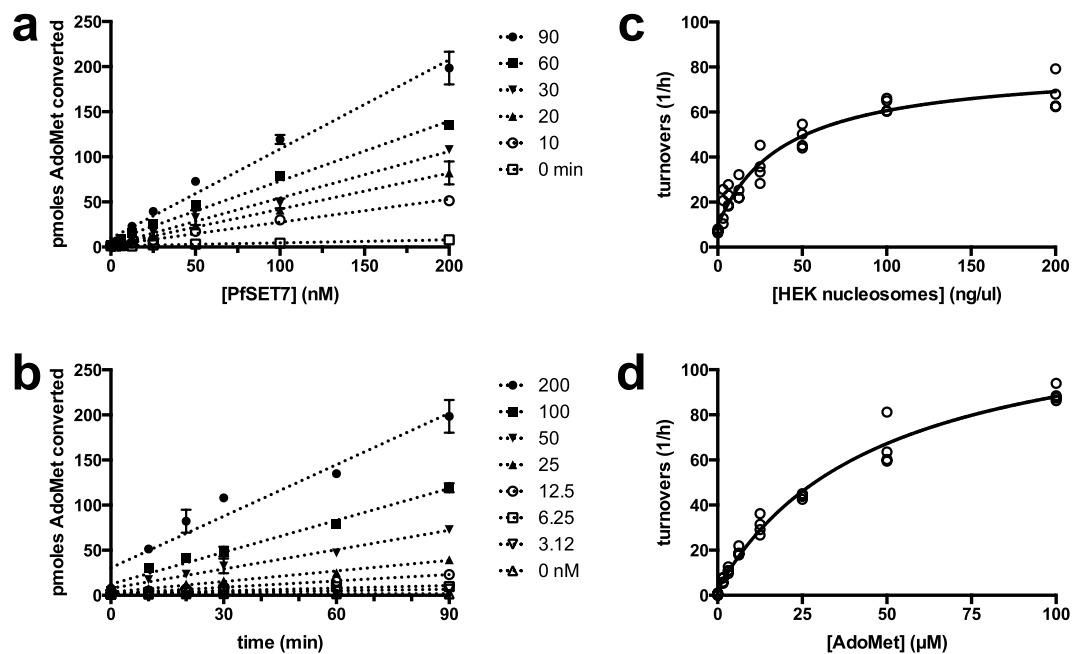 a
250
200
150
100
50
0
pmoles AdoMet converted
0 50 100 150 200
[PfSET7] (nM)
90
60
30
20
10
0 min
c
100
80
60
40
20
0
turnovers (1/h)
0 50 100 150 200
[HEK nucleosomes] (ng/ul)
b
250
200
150
100
50
0
pmoles AdoMet converted
0 30 60 90
time (min)
200
100
50
25
12.5
6.25
3.12
0 nM
d
100
80
60
40
20
0
turnovers (1/h)
0 25 50 75 100
[AdoMet] (µM)